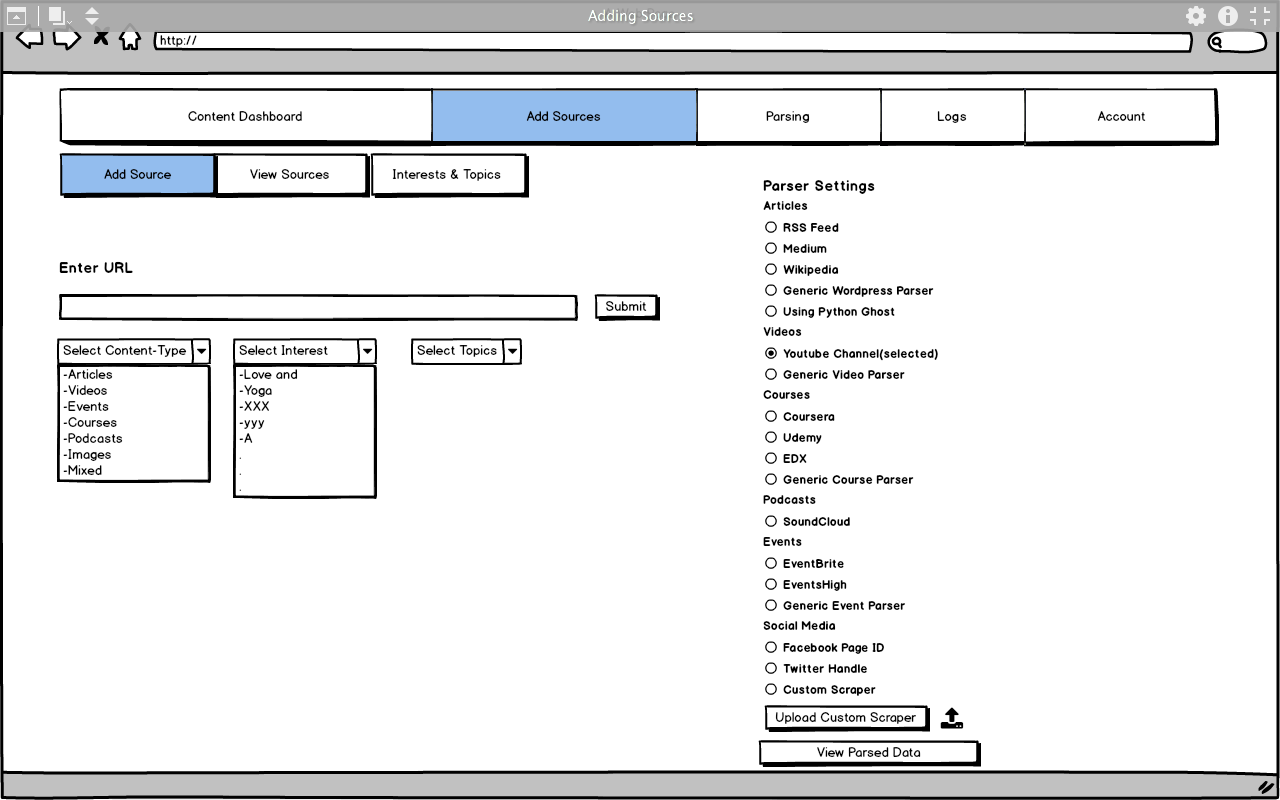 Adding Sources
http://
Content Dashboard Add Sources Parsing Logs Account
Add Source View Sources Interests & Topics
Enter URL
Submit
Select Content-Type
-Articles
-Videos
-Events
-Courses
-Podcasts
-Images
-Mixed
Select Interest
-Love and
-Yoga
-XXX
-yyy
-A
.
.
.
Select Topics
Parser Settings
Articles
RSS Feed
Medium
Wikipedia
Generic Wordpress Parser
Using Python Ghost
Videos
Youtube Channel(selected)
Generic Video Parser
Courses
Coursera
Udemy
EDX
Generic Course Parser
Podcasts
SoundCloud
Events
EventBrite
EventsHigh
Generic Event Parser
Social Media
Facebook Page ID
Twitter Handle
Custom Scraper
Upload Custom Scraper
View Parsed Data